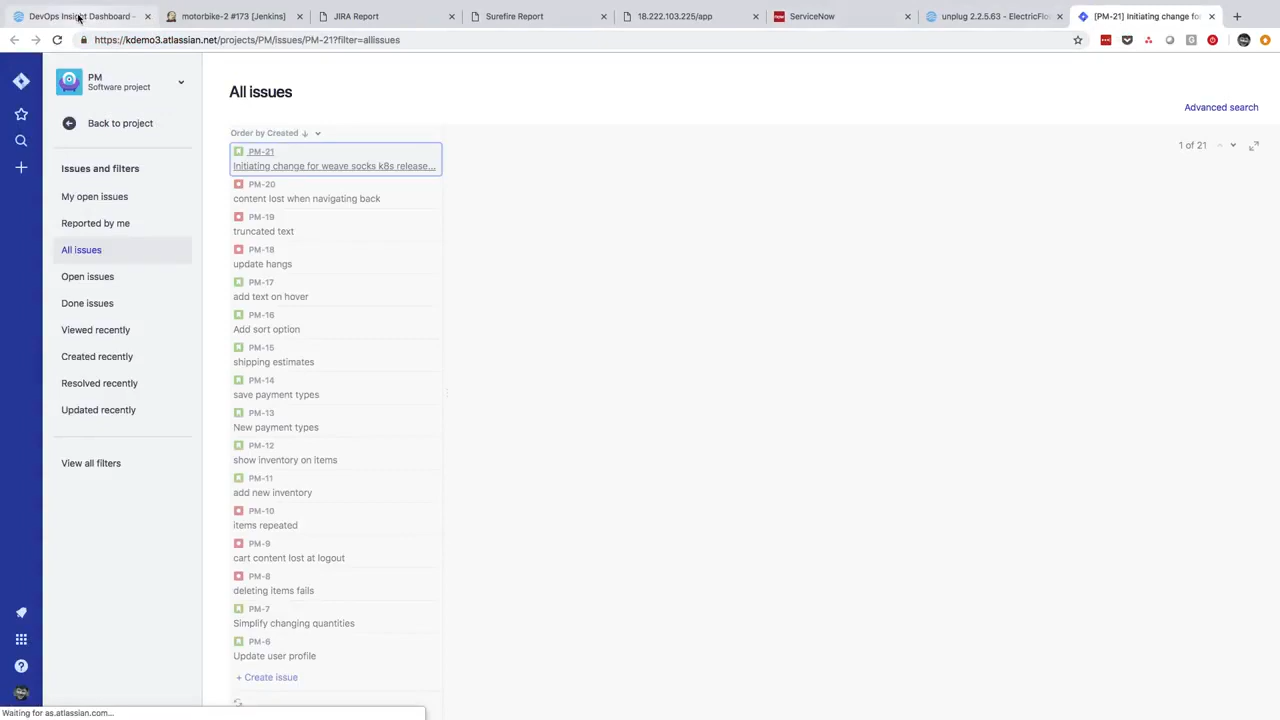 DevOps Insight Dashboard -
motorbike-2 #173 [Jenkins]
JIRA Report
Surefire Report
18.222.103.225/app
ServiceNow
unplug 2.2.5.63 - ElectricFlo
[PM-21] Initiating change fo
https://kdemo3.atlassian.net/projects/PM/issues/PM-21?filter=allissues
PM
Software project
Back to project
Issues and filters
My open issues
Reported by me
All issues
Open issues
Done issues
Viewed recently
Created recently
Resolved recently
Updated recently
View all filters
All issues
Advanced search
Order by Created
1 of 21
PM-21
Initiating change for weave socks k8s release...
PM-20
content lost when navigating back
PM-19
truncated text
PM-18
update hangs
PM-17
add text on hover
PM-16
Add sort option
PM-15
shipping estimates
PM-14
save payment types
PM-13
New payment types
PM-12
show inventory on items
PM-11
add new inventory
PM-10
items repeated
PM-9
cart content lost at logout
PM-8
deleting items fails
PM-7
Simplify changing quantities
PM-6
Update user profile
+ Create issue
Waiting for as.atlassian.com...